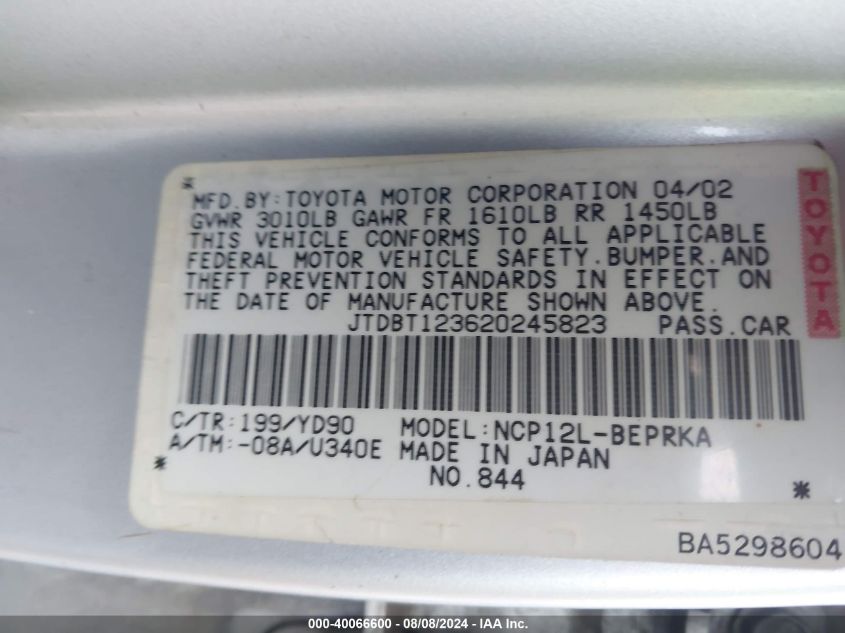 MFD. BY: TOYOTA MOTOR CORPORATION 04/02
GVWR 3010LB GAWR FR 1610LB RR 1450LB
THIS VEHICLE CONFORMS TO ALL APPLICABLE
FEDERAL MOTOR VEHICLE SAFETY. BUMPER. AND
THEFT PREVENTION STANDARDS IN EFFECT ON
THE DATE OF MANUFACTURE SHOWN ABOVE.
JTDBT123620245823 PASS. CAR
TOYOTA
C/TR: 199/YD90 MODEL: NCP12L-BEPRKA
A/TM: -08A/U340E MADE IN JAPAN
NO. 844
BA5298604
000-40066600 - 08/08/2024 - IAA Inc.